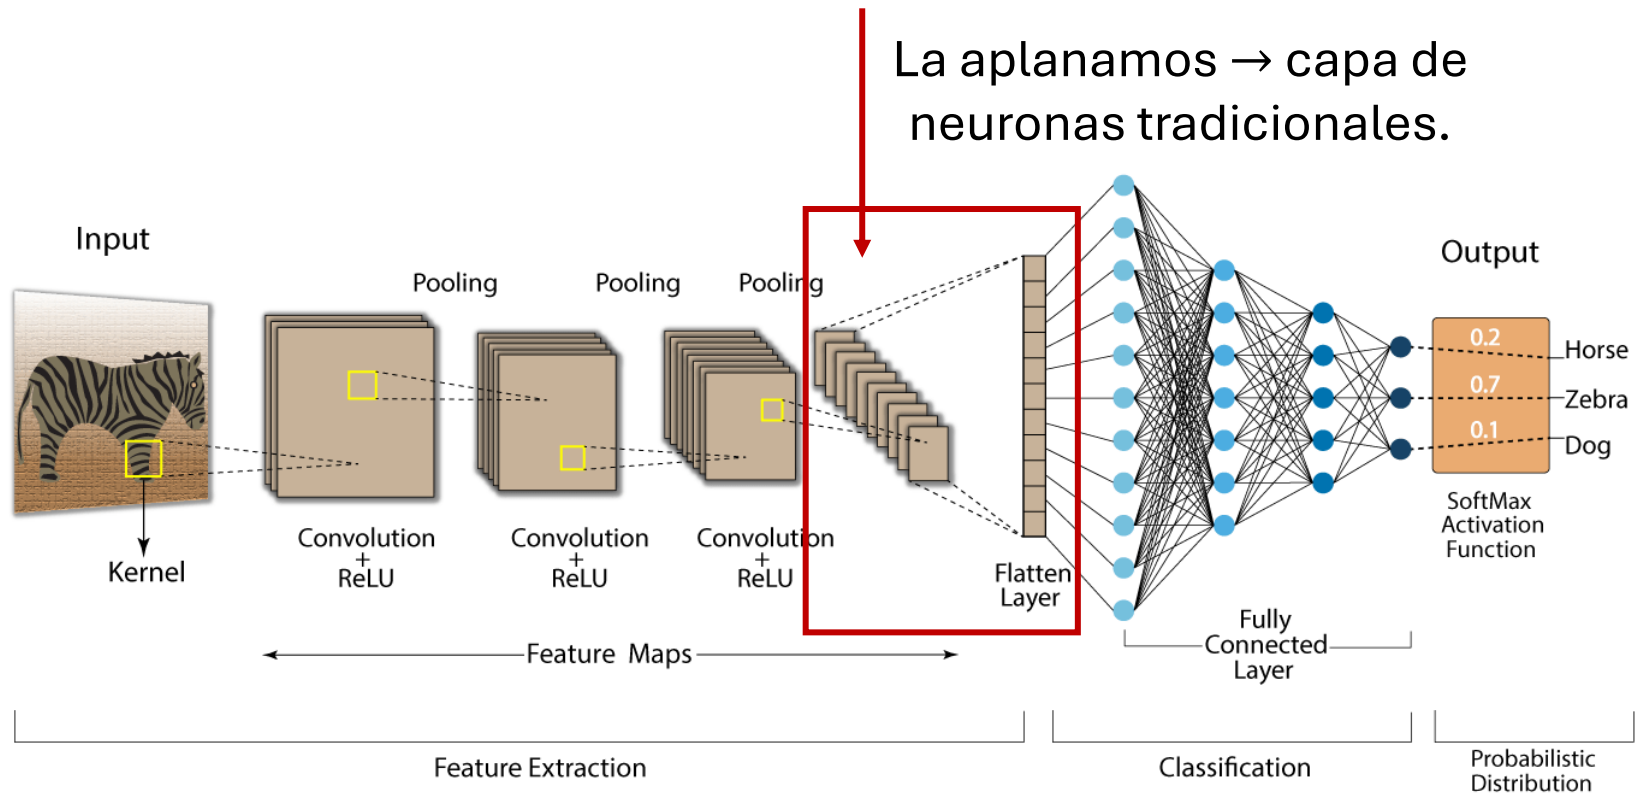 La aplanamos → capa de
neuronas tradicionales.
Input
Pooling
Pooling
Pooling
Output
0.2
Horse
0.7
Zebra
0.1
Dog
Kernel
Convolution
+
ReLU
Convolution
+
ReLU
Convolution
+
ReLU
Flatten
Layer
SoftMax
Activation
Function
Feature Maps
Fully
Connected
Layer
Feature Extraction
Classification
Probabilistic
Distribution